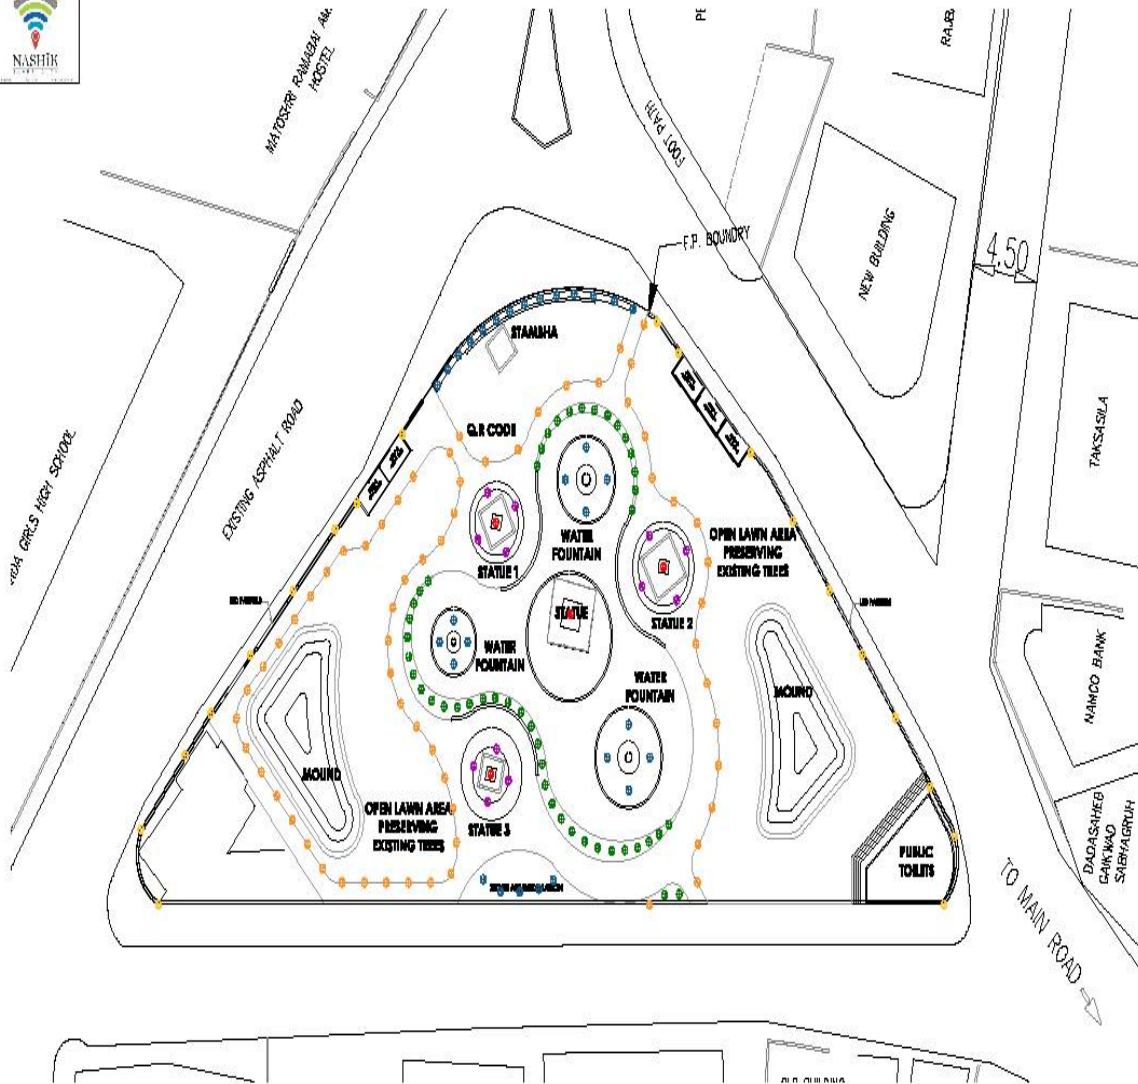 NASHIK
MATOSHRI RAMABAI
HOSTEL
FOOT PATH
F.P. BOUNDRY
NEW BUILDING
4.50
STAMBHA
TAKSASILA
GIRLS HIGH SCHOOL
EXISTING ASPHALT ROAD
Q.R CODE
WATER
FOUNTAIN
STATUE 1
OPEN LAWN AREA
PRESERVING
EXISTING TREES
STATUE 2
STATUE
WATER
FOUNTAIN
WATER
FOUNTAIN
NAMCO BANK
MOUND
MOUND
OPEN LAWN AREA
PRESERVING
EXISTING TREES
STATUE 3
PUBLIC
TOILETS
DADASAHEB
GAIKWAD
SABHAGRUH
TO MAIN ROAD